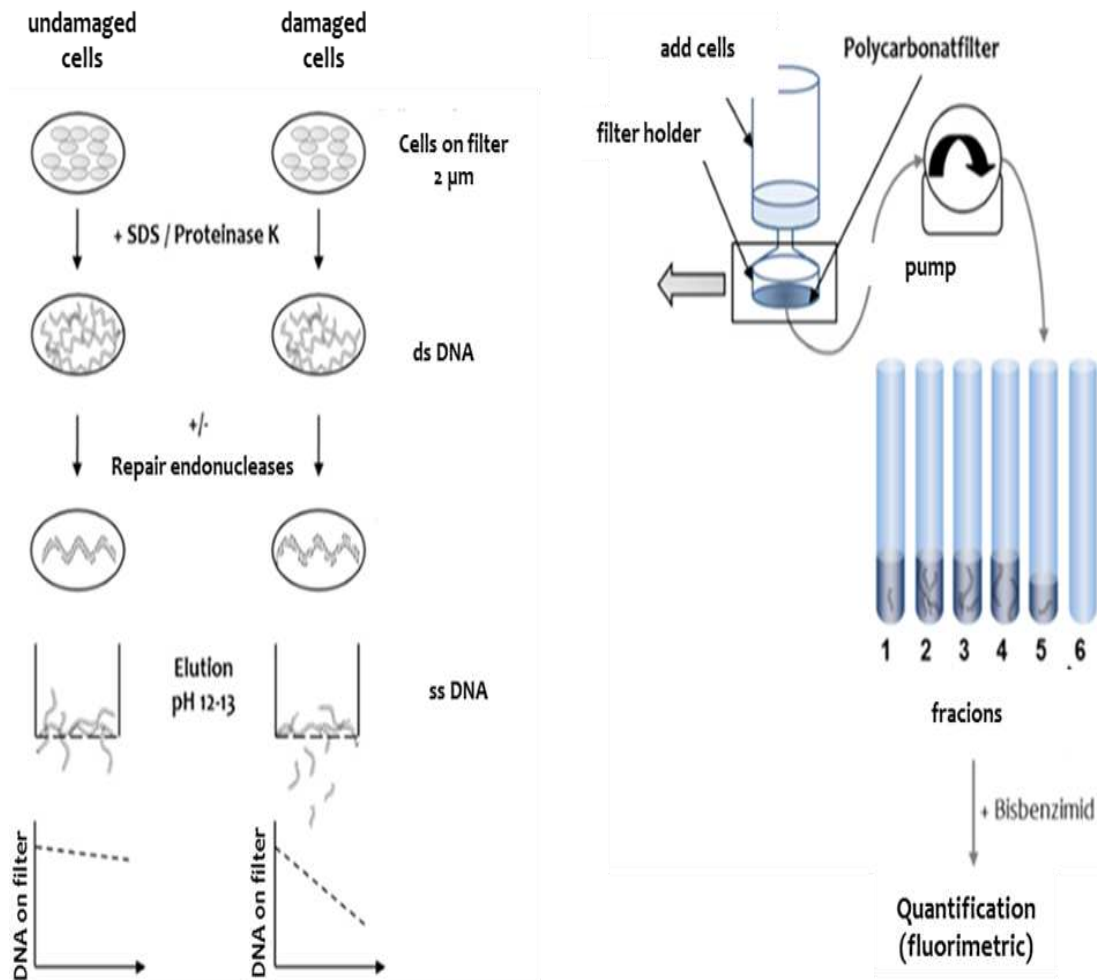 undamaged
cells
damaged
cells
Cells on filter
2 µm
+ SDS / Proteinase K
ds DNA
+/-
Repair endonucleases
Elution
pH 12-13
ss DNA
DNA on filter
DNA on filter
add cells
Polycarbonatfilter
filter holder
pump
1 2 3 4 5 6
fracions
+ Bisbenzimid
Quantification
(fluorimetric)